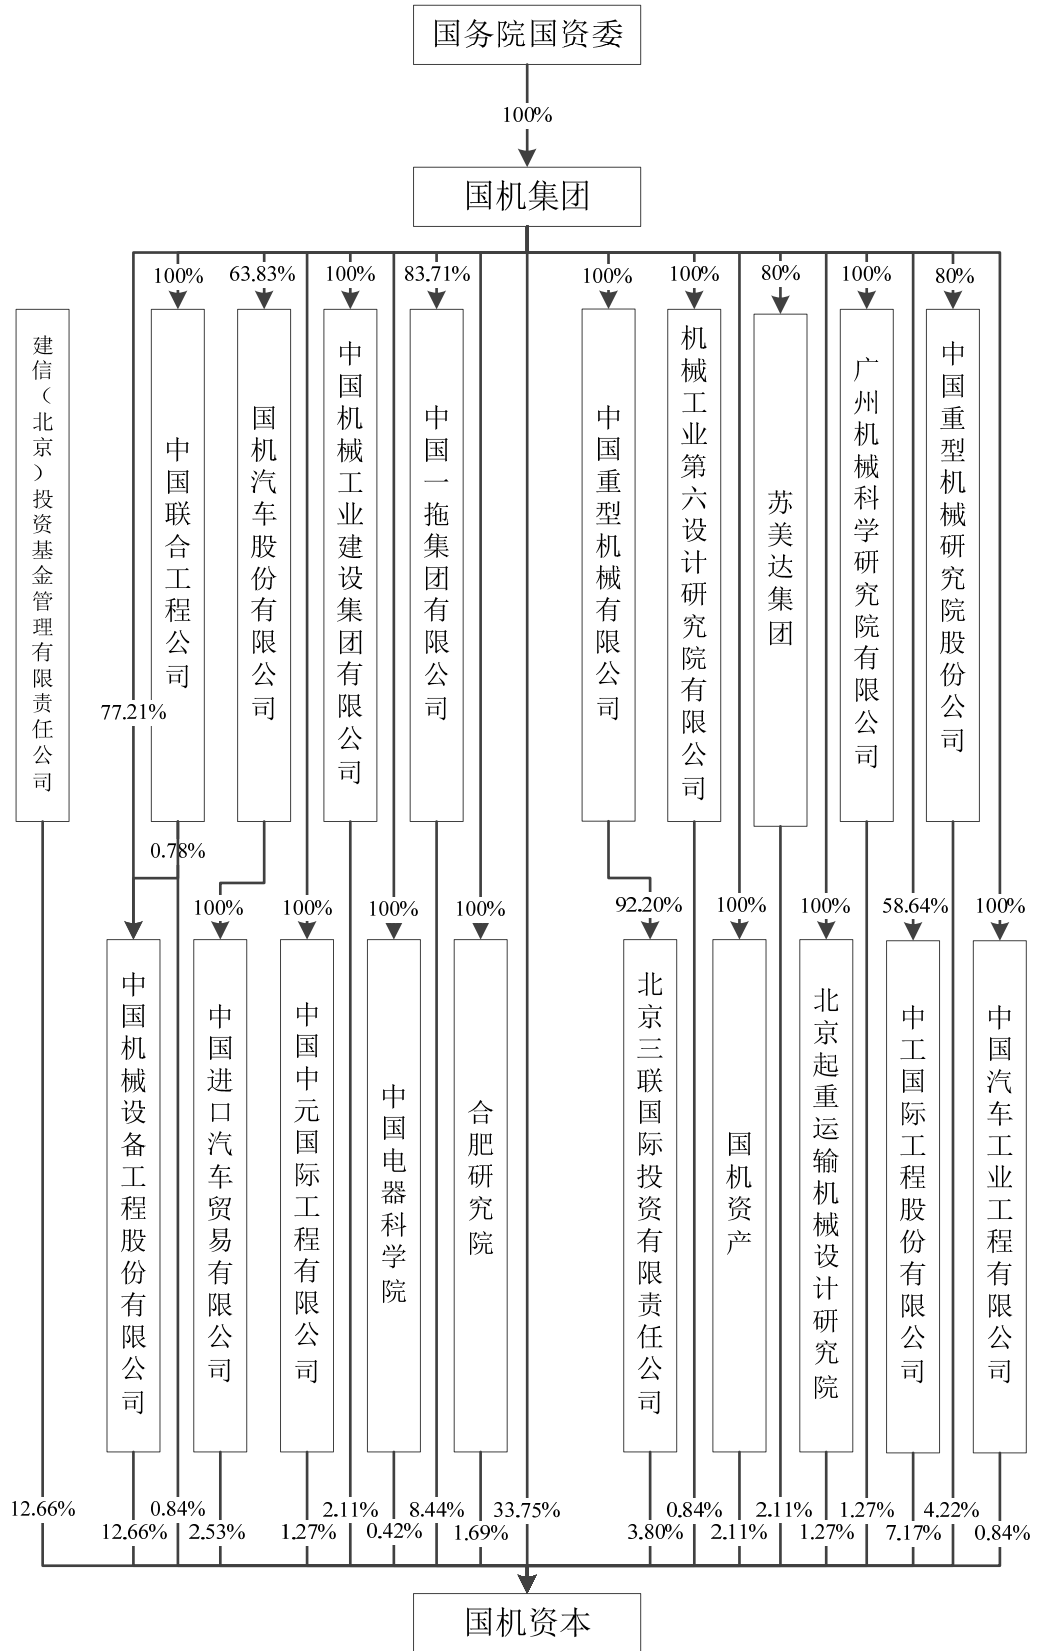 国务院国资委
100%
国机集团
100%
63.83%
100%
83.71%
100%
100%
80%
100%
80%
建信（北京）投资基金管理有限责任公司
中国联合工程公司
国机汽车股份有限公司
中国机械工业建设集团有限公司
中国一拖集团有限公司
中国重型机械有限公司
机械工业第六设计研究院有限公司
苏美达集团
广州机械科学研究院有限公司
中国重型机械研究院股份公司
77.21%
0.78%
100%
100%
100%
100%
92.20%
100%
100%
58.64%
100%
中国机械设备工程股份有限公司
中国进口汽车贸易有限公司
中国中元国际工程有限公司
中国电器科学院
合肥研究院
北京三联国际投资有限责任公司
国机资产
北京起重运输机械设计研究院
中工国际工程股份有限公司
中国汽车工业工程有限公司
12.66%
0.84%
2.11%
8.44%
33.75%
0.84%
2.11%
1.27%
4.22%
12.66%
2.53%
1.27%
0.42%
1.69%
3.80%
2.11%
1.27%
7.17%
0.84%
国机资本